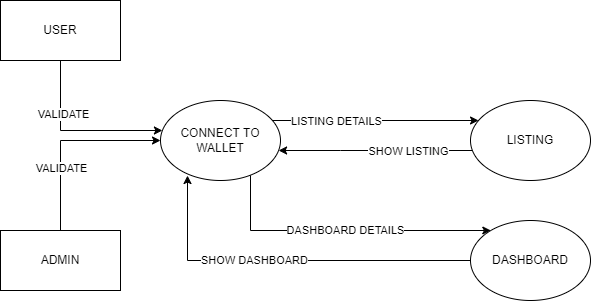 USER
VALIDATE
CONNECT TO
WALLET
LISTING DETAILS
LISTING
SHOW LISTING
VALIDATE
DASHBOARD DETAILS
ADMIN
SHOW DASHBOARD
DASHBOARD